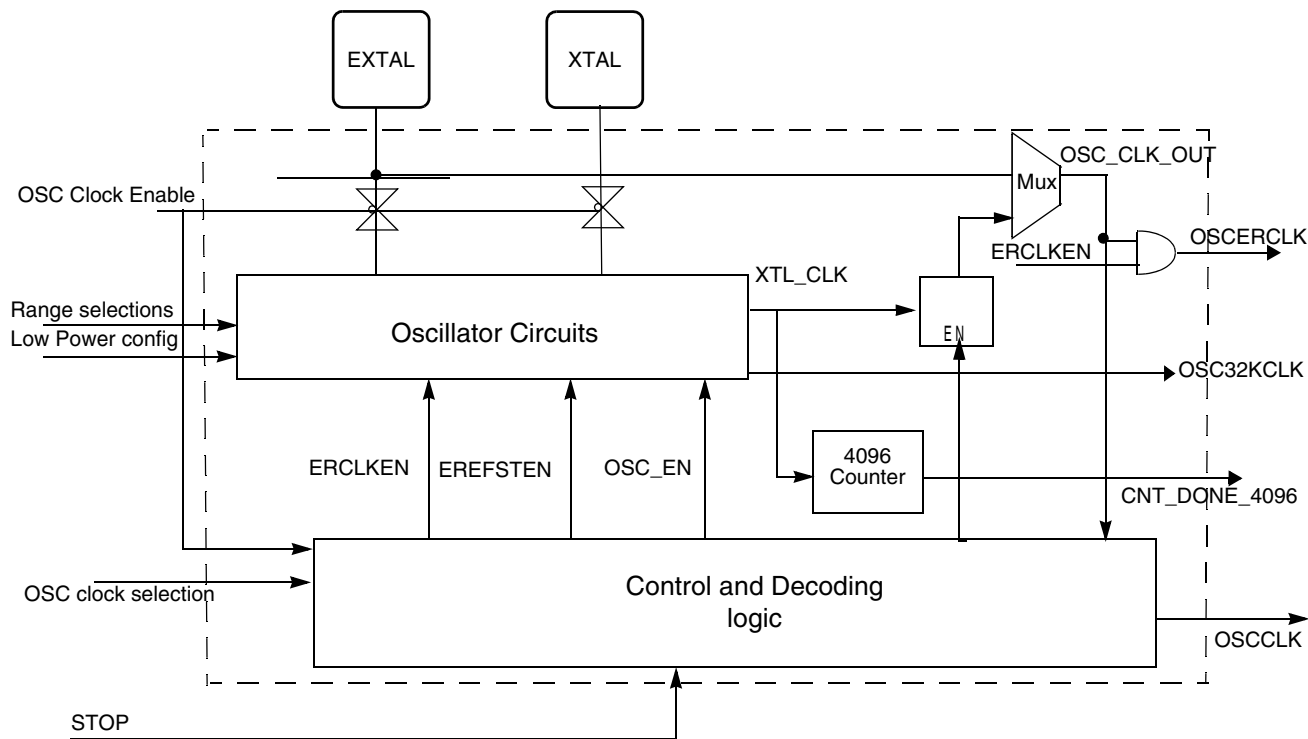 EXTAL
XTAL
OSC_CLK_OUT
Mux
OSC Clock Enable
OSCERCLK
ERCLKEN
XTL_CLK
Range selections
Oscillator Circuits
EN
Low Power config
OSC32KCLK
ERCLKEN
EREFSTEN
OSC_EN
4096
Counter
CNT_DONE_4096
Control and Decoding
logic
OSC clock selection
OSCCLK
STOP